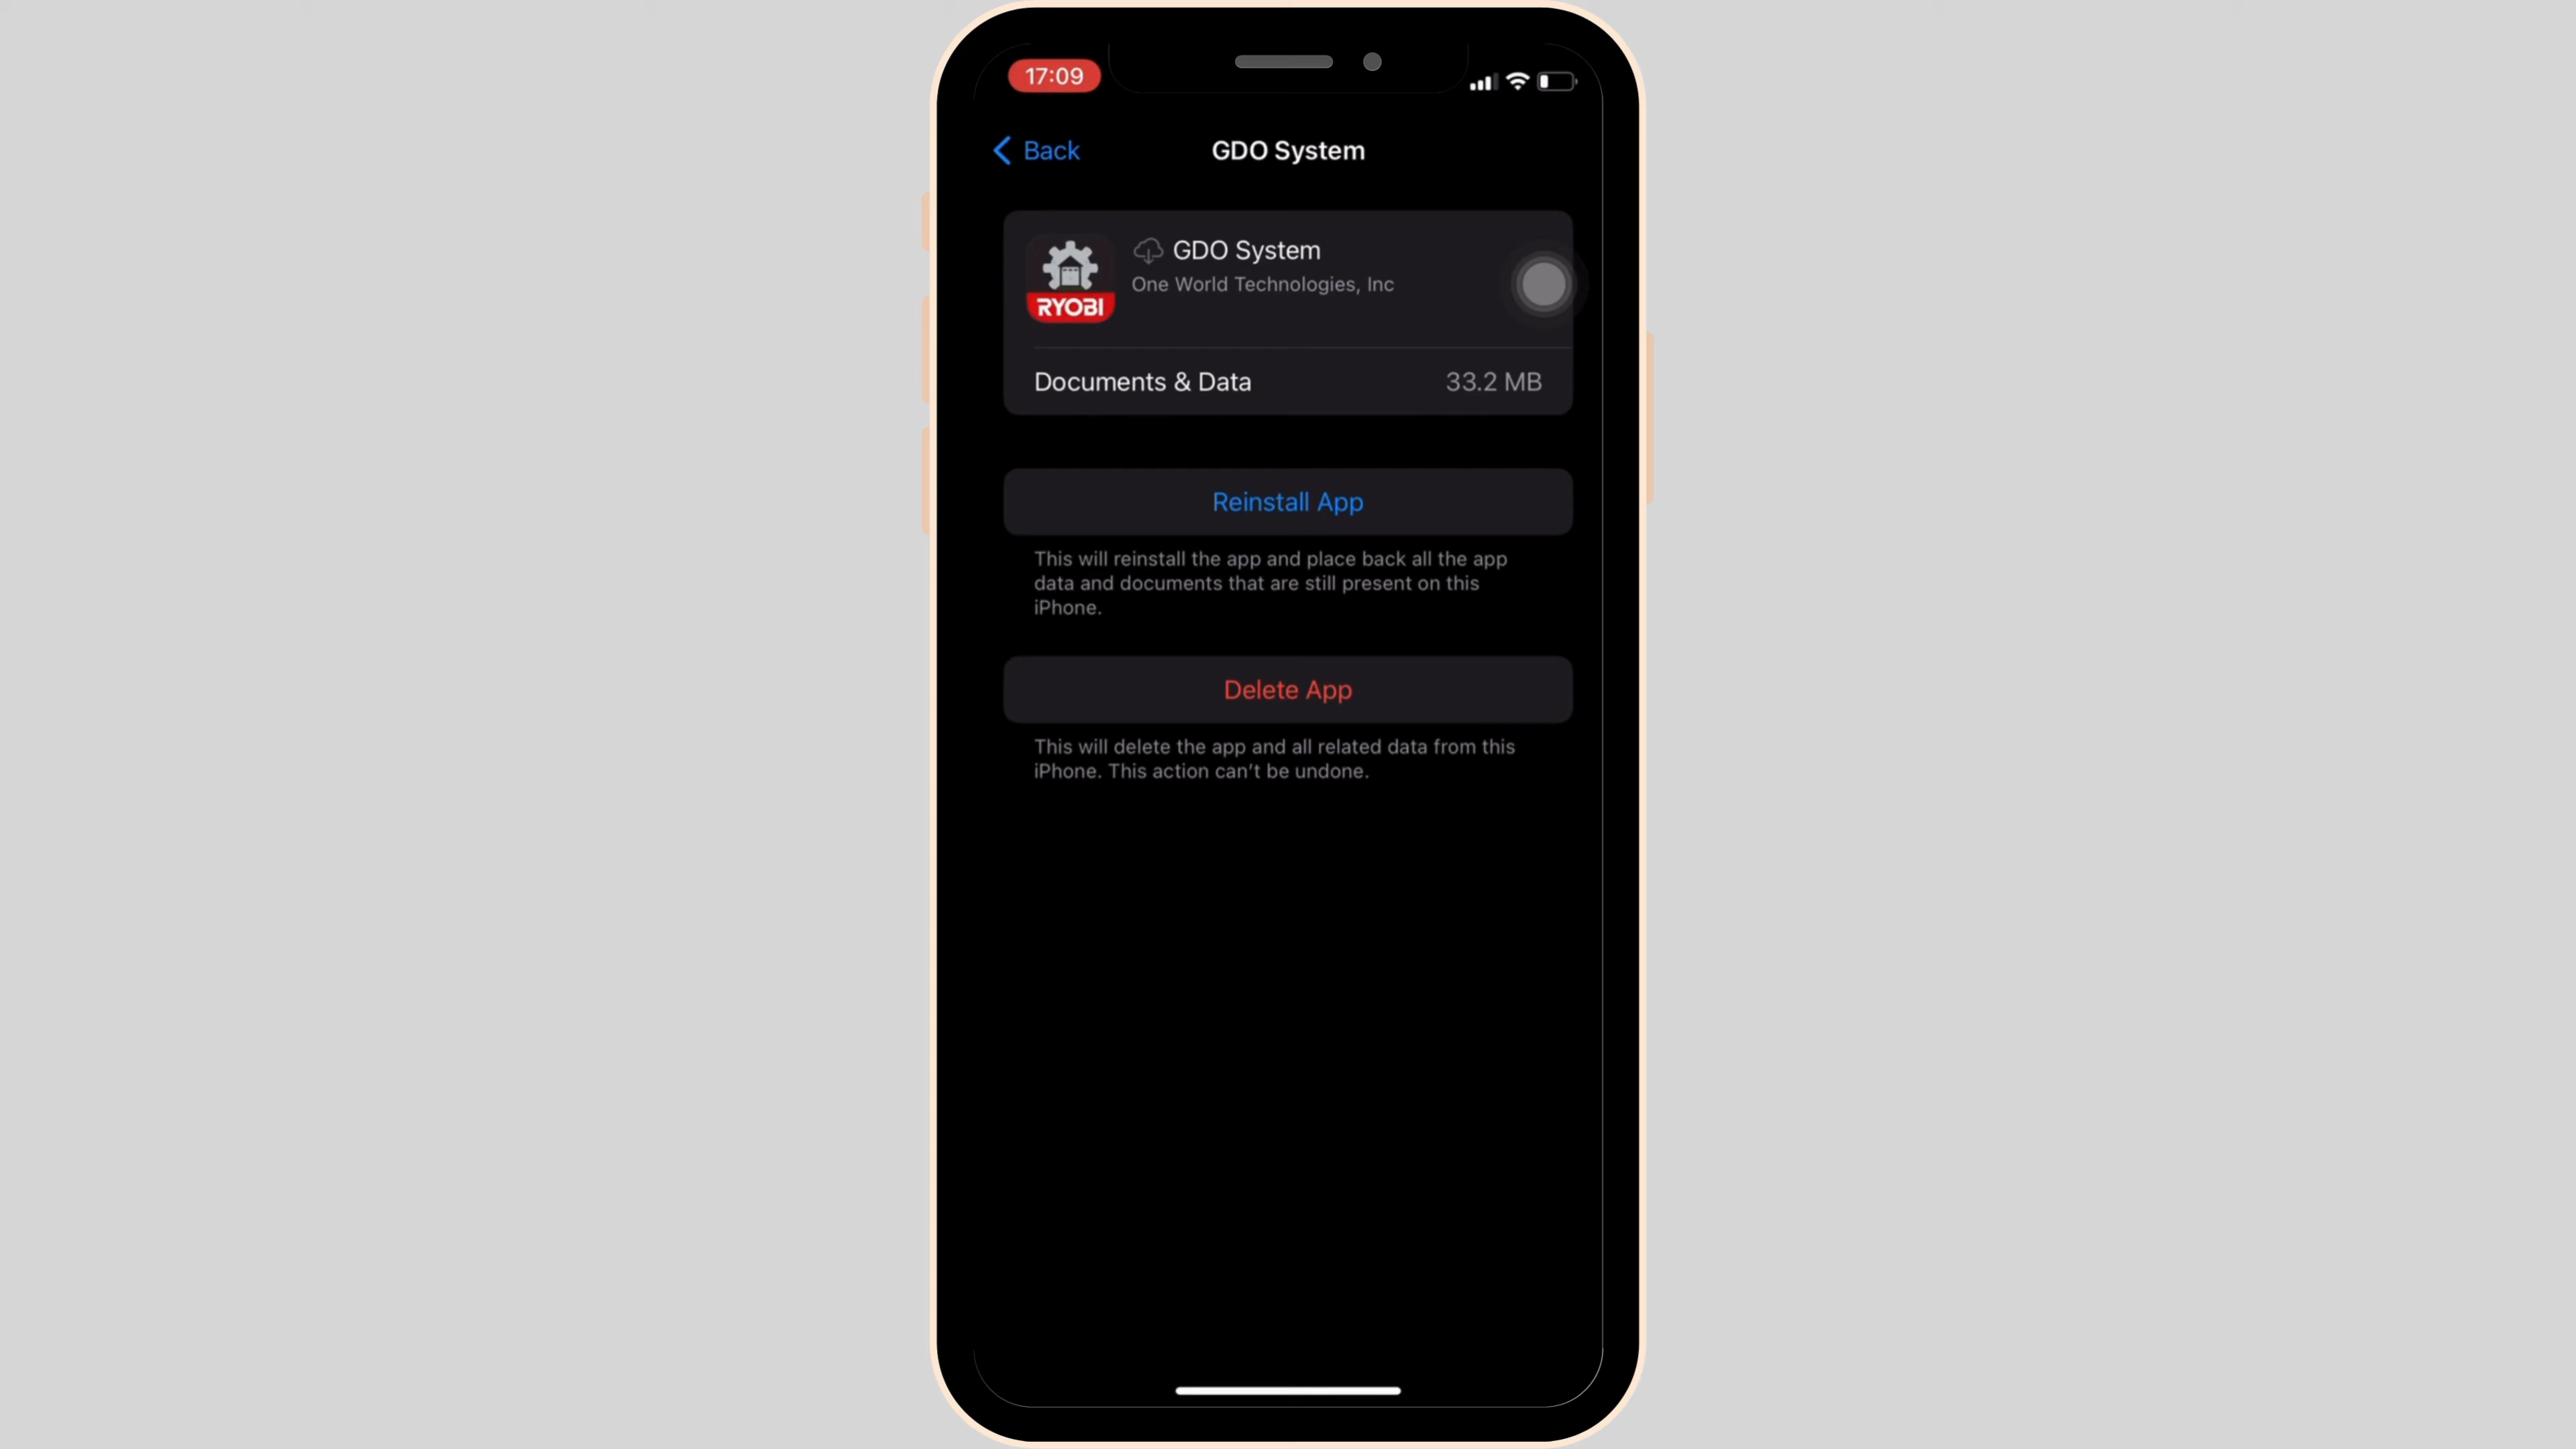 17:09
Back
GDO System
GDO System
One World Technologies, Inc
RYOBI
Documents & Data
33.2 MB
Reinstall App
This will reinstall the app and place back all the app
data and documents that are still present on this
iPhone.
Delete App
This will delete the app and all related data from this
iPhone. This action can’t be undone.